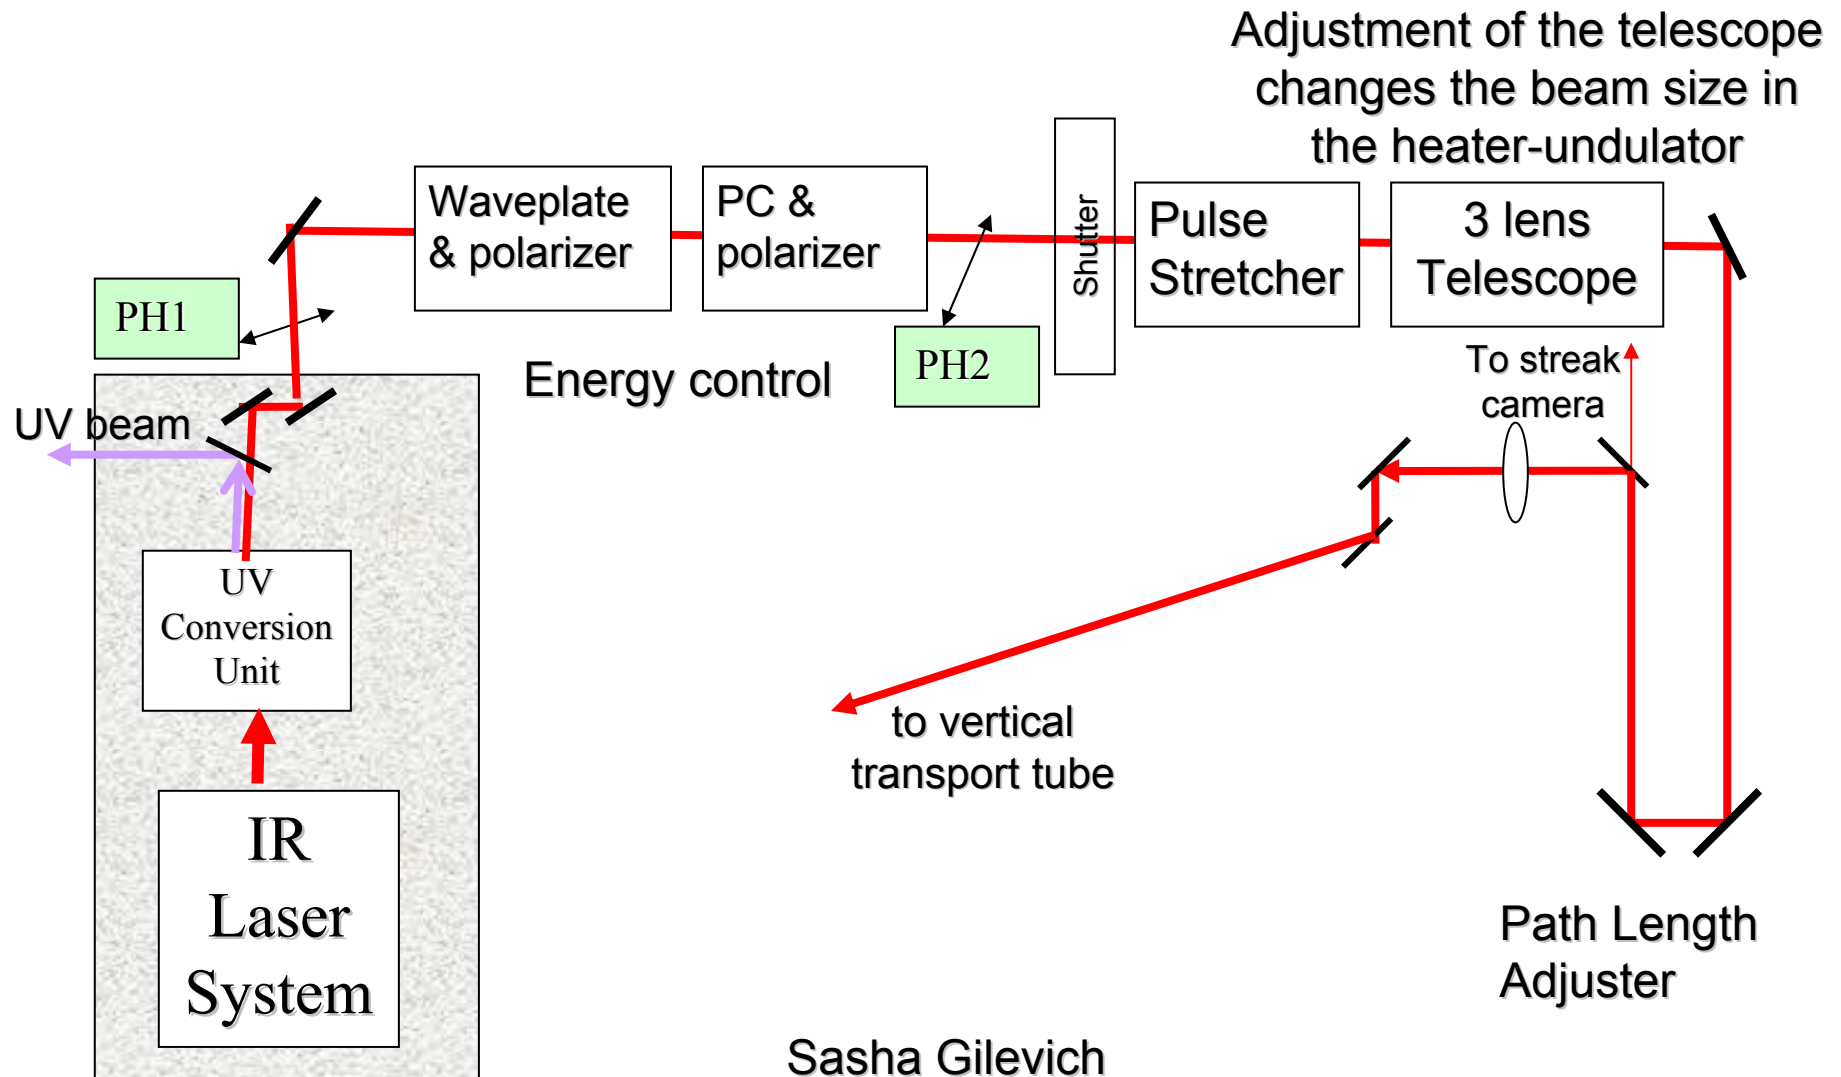 Adjustment of the telescope
changes the beam size in
the heater-undulator
Waveplate
& polarizer
PC &
polarizer
Shutter
Pulse
Stretcher
3 lens
Telescope
PH1
PH2
Energy control
To streak
camera
UV beam
UV
Conversion
Unit
to vertical
transport tube
IR
Laser
System
Path Length
Adjuster
Sasha Gilevich